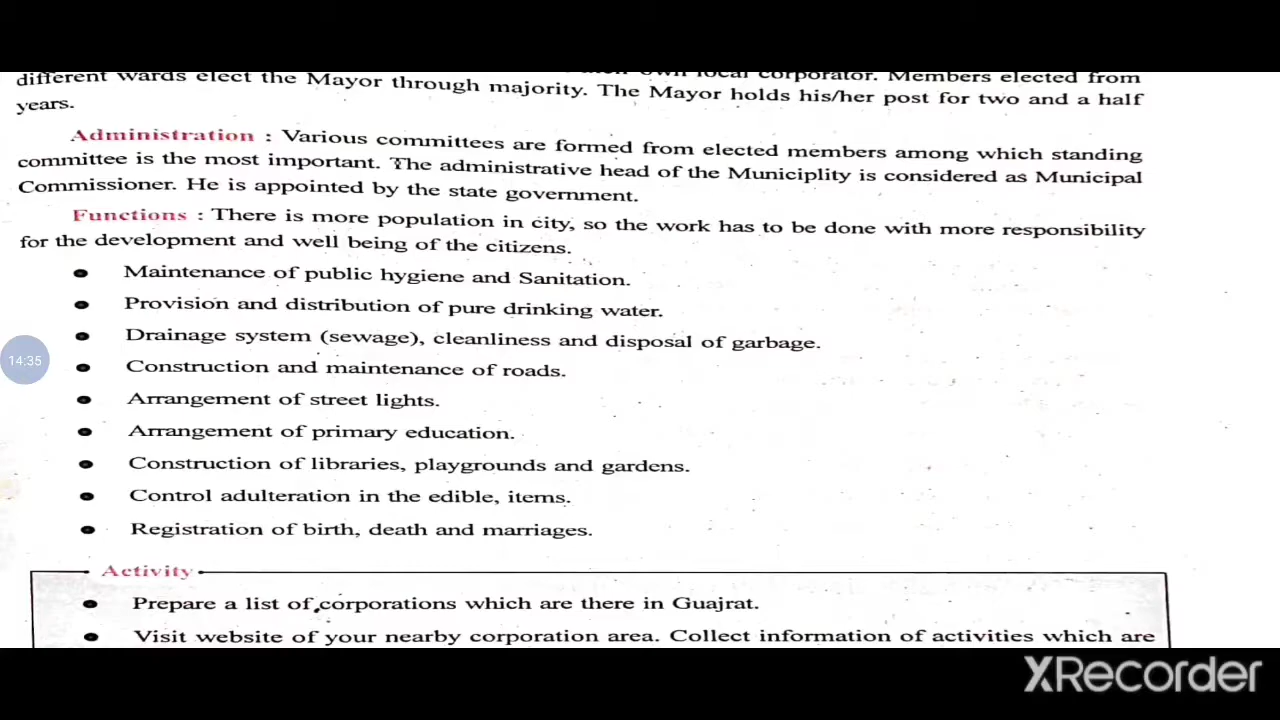 their own local corporator. Members elected from
different wards elect the Mayor through majority. The Mayor holds his/her post for two and a half
years.
Administration : Various committees are formed from elected members among which standing
committee is the most important. The administrative head of the Municiplity is considered as Municipal
Commissioner. He is appointed by the state government.
Functions : There is more population in city, so the work has to be done with more responsibility
for the development and well being of the citizens.
● Maintenance of public hygiene and Sanitation.
● Provision and distribution of pure drinking water.
● Drainage system (sewage), cleanliness and disposal of garbage.
14:35
● Construction and maintenance of roads.
● Arrangement of street lights.
● Arrangement of primary education.
● Construction of libraries, playgrounds and gardens.
● Control adulteration in the edible, items.
● Registration of birth, death and marriages.
Activity
● Prepare a list of corporations which are there in Guajrat.
● Visit website of your nearby corporation area. Collect information of activities which are
XRecorder